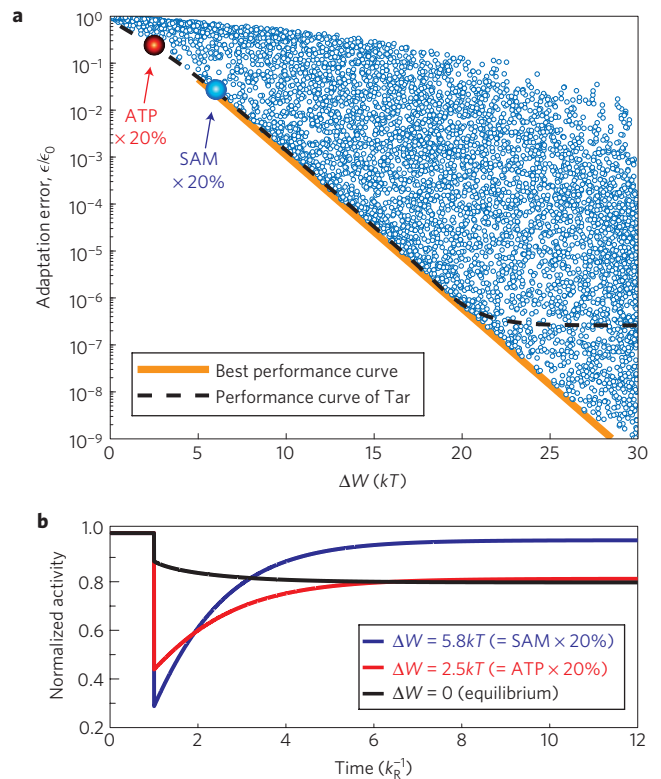 a
10⁰
10⁻¹
10⁻²
10⁻³
10⁻⁴
10⁻⁵
10⁻⁶
10⁻⁷
10⁻⁸
10⁻⁹
Adaptation error, ϵ/ϵ₀
ATP
× 20%
SAM
× 20%
Best performance curve
Performance curve of Tar
0 5 10 15 20 25 30
ΔW (kT)
b
1.0
0.8
0.6
0.4
0.2
Normalized activity
ΔW = 5.8kT (= SAM × 20%)
ΔW = 2.5kT (= ATP × 20%)
ΔW = 0 (equilibrium)
0 2 4 6 8 10 12
Time (k_R⁻¹)